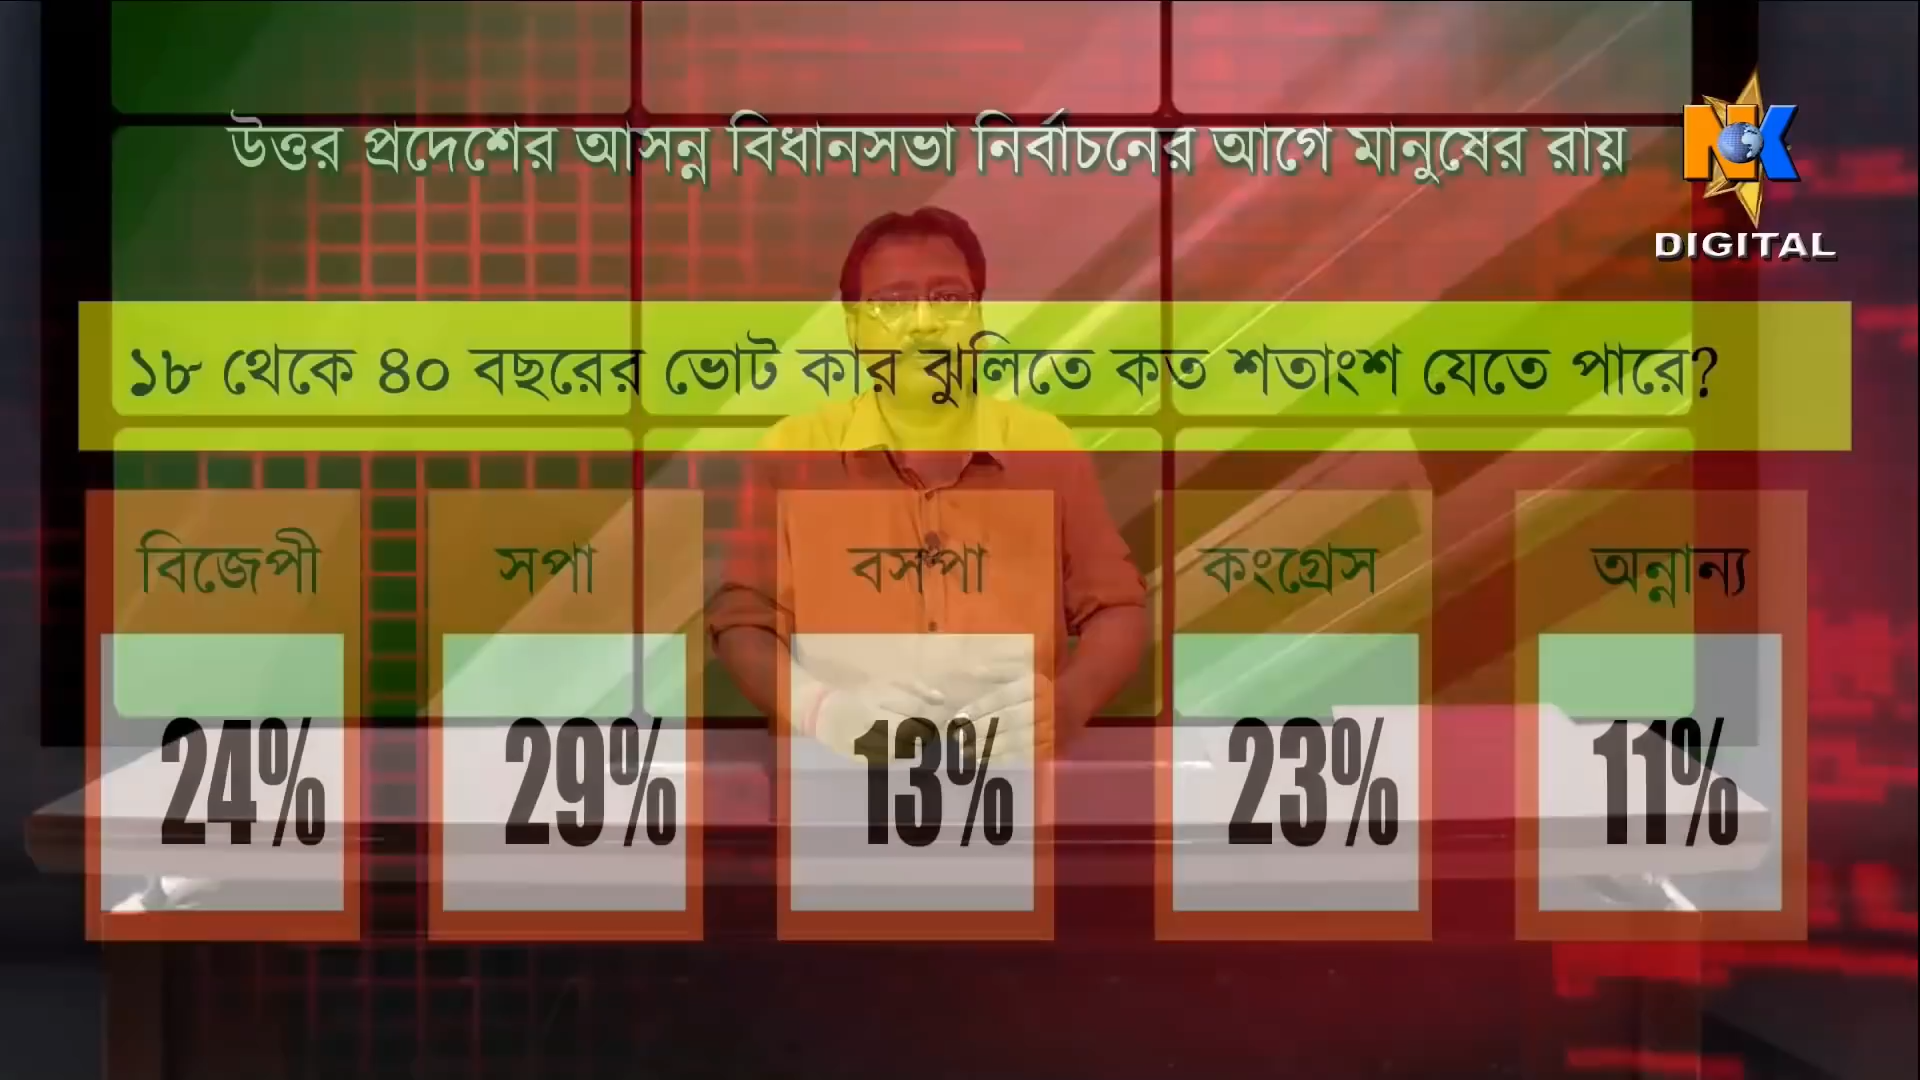 উত্তর প্রদেশের আসন্ন বিধানসভা নির্বাচনের আগে মানুষের রায়
NK
DIGITAL
১৮ থেকে ৪০ বছরের ভোট কার ঝুলিতে কত শতাংশ যেতে পারে?
বিজেপী সপা বসপা কংগ্রেস অন্নান্য
24% 29% 13% 23% 11%